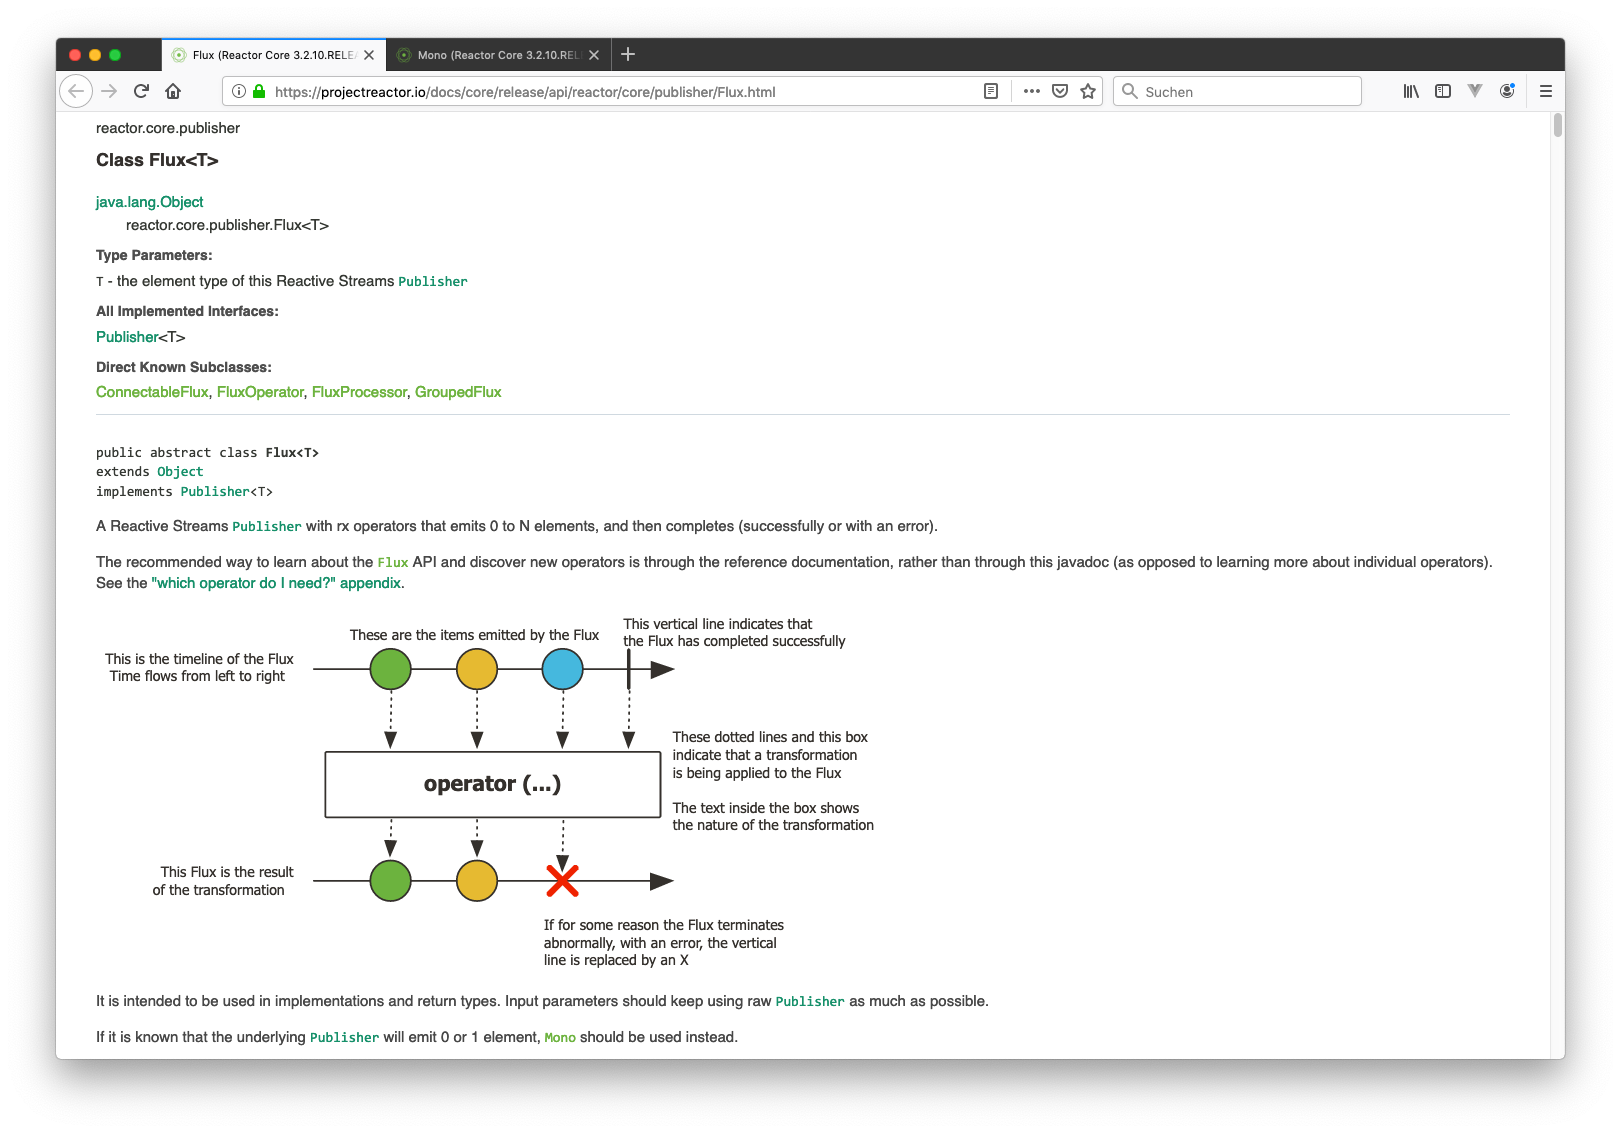 Flux (Reactor Core 3.2.10.RELEA
Mono (Reactor Core 3.2.10.REL
https://projectreactor.io/docs/core/release/api/reactor/core/publisher/Flux.html
Suchen
reactor.core.publisher
Class Flux<T>
java.lang.Object
reactor.core.publisher.Flux<T>
Type Parameters:
T - the element type of this Reactive Streams Publisher
All Implemented Interfaces:
Publisher<T>
Direct Known Subclasses:
ConnectableFlux, FluxOperator, FluxProcessor, GroupedFlux
public abstract class Flux<T>
extends Object
implements Publisher<T>
A Reactive Streams Publisher with rx operators that emits 0 to N elements, and then completes (successfully or with an error).
The recommended way to learn about the Flux API and discover new operators is through the reference documentation, rather than through this javadoc (as opposed to learning more about individual operators).
See the "which operator do I need?" appendix.
This vertical line indicates that
the Flux has completed successfully
These are the items emitted by the Flux
This is the timeline of the Flux
Time flows from left to right
These dotted lines and this box
indicate that a transformation
is being applied to the Flux
operator (...)
The text inside the box shows
the nature of the transformation
This Flux is the result
of the transformation
If for some reason the Flux terminates
abnormally, with an error, the vertical
line is replaced by an X
It is intended to be used in implementations and return types. Input parameters should keep using raw Publisher as much as possible.
If it is known that the underlying Publisher will emit 0 or 1 element, Mono should be used instead.